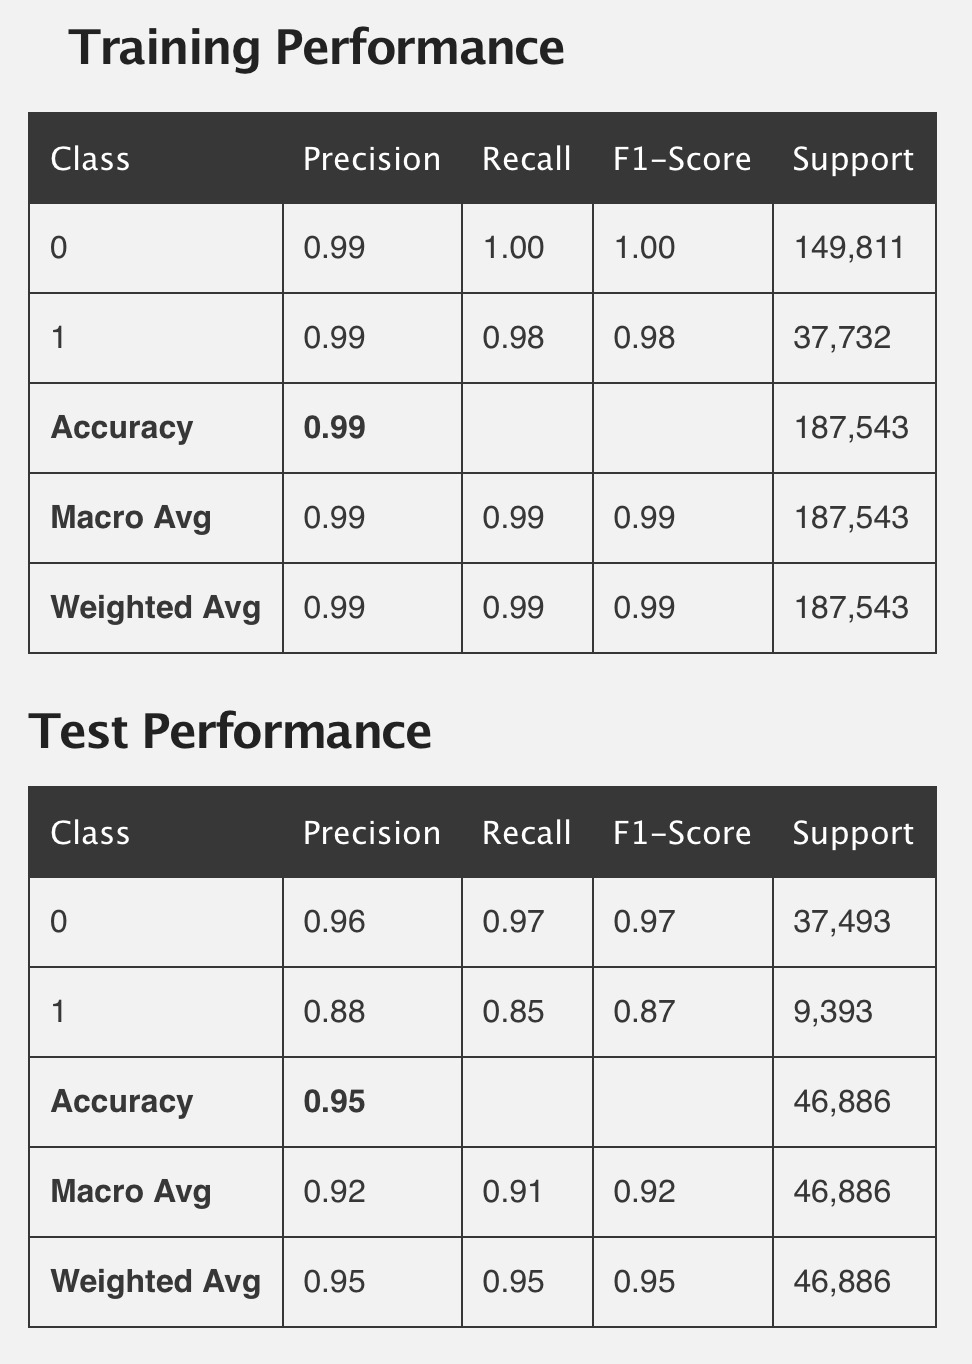 Training Performance
Class Precision Recall F1-Score Support
0 0.99 1.00 1.00 149,811
1 0.99 0.98 0.98 37,732
Accuracy 0.99 187,543
Macro Avg 0.99 0.99 0.99 187,543
Weighted Avg 0.99 0.99 0.99 187,543
Test Performance
Class Precision Recall F1-Score Support
0 0.96 0.97 0.97 37,493
1 0.88 0.85 0.87 9,393
Accuracy 0.95 46,886
Macro Avg 0.92 0.91 0.92 46,886
Weighted Avg 0.95 0.95 0.95 46,886